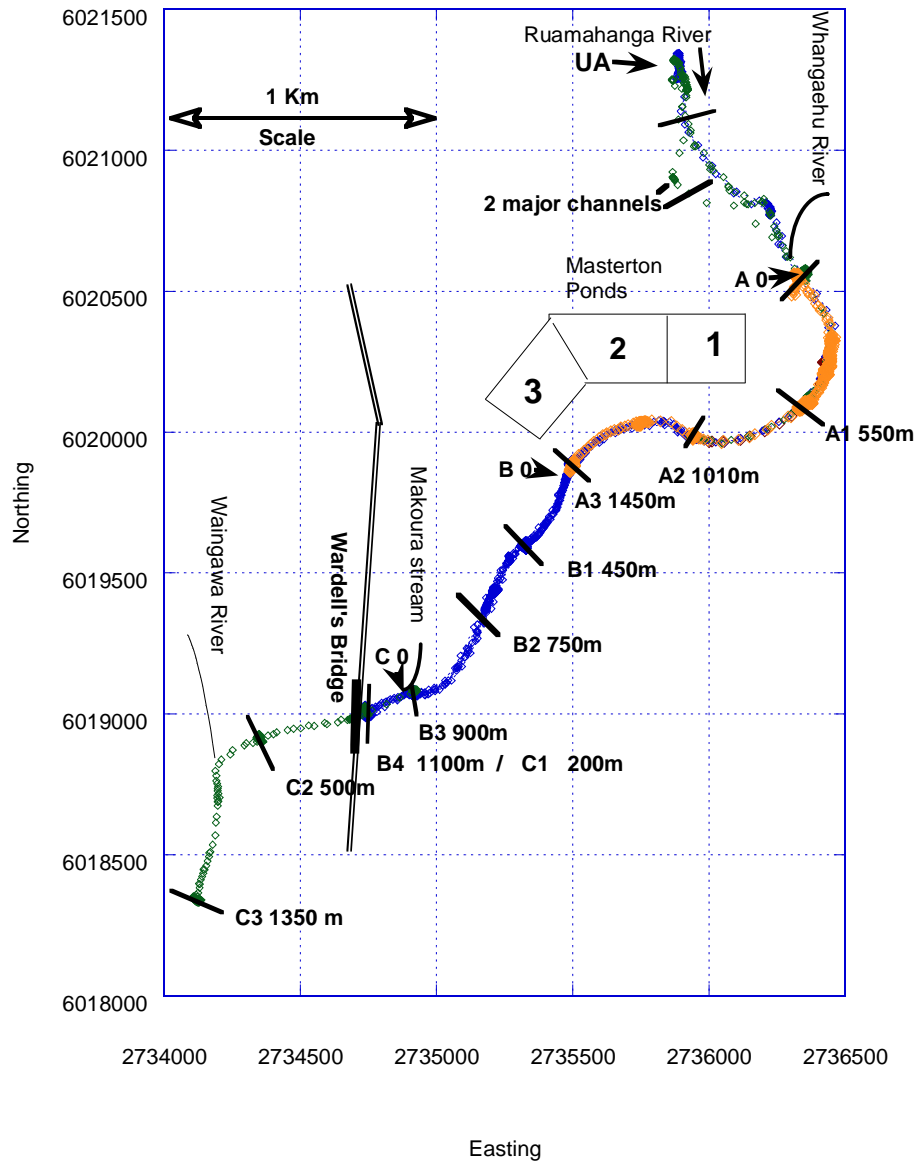 6021500
Ruamahanga River
UA
Whangaehu River
1 Km
Scale
6021000
2 major channels
A 0
Masterton
Ponds
6020500
1
2
3
6020000
A1 550m
A2 1010m
B 0
A3 1450m
Northing
Makoura stream
Waingawa River
Wardell's Bridge
6019500
B1 450m
B2 750m
C 0
6019000
B3 900m
B4 1100m / C1 200m
C2 500m
6018500
C3 1350 m
6018000
2734000 2734500 2735000 2735500 2736000 2736500
Easting